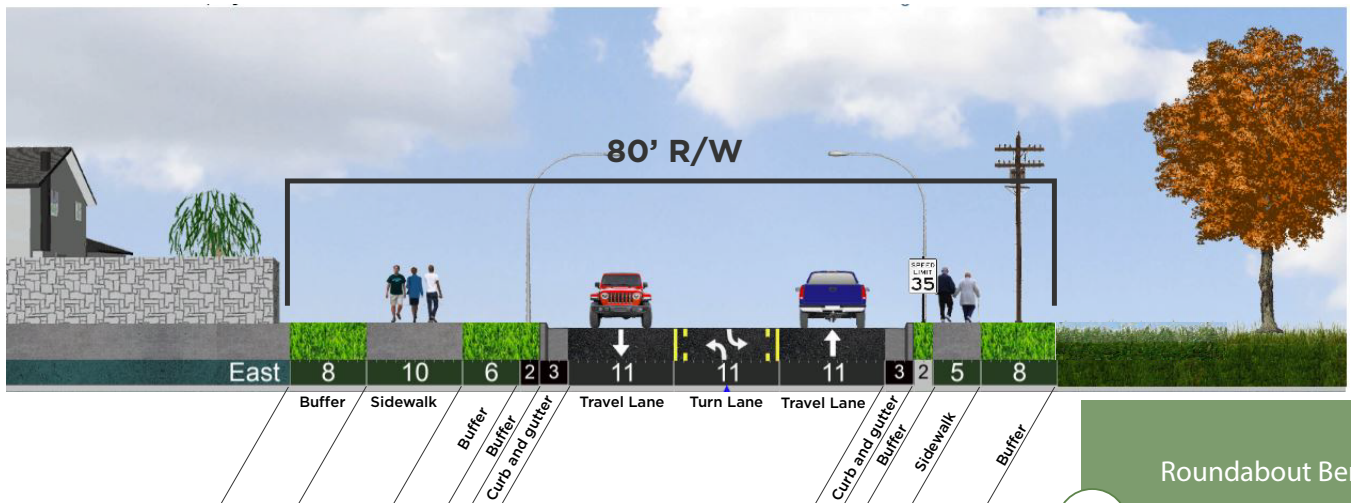 80’ R/W
SPEED
LIMIT
35
East 8 10 6 2 3 11 11 11 3 2 5 8
Buffer Sidewalk Buffer Buffer Curb and gutter Travel Lane Turn Lane Travel Lane Curb and gutter Buffer Sidewalk Buffer
Roundabout